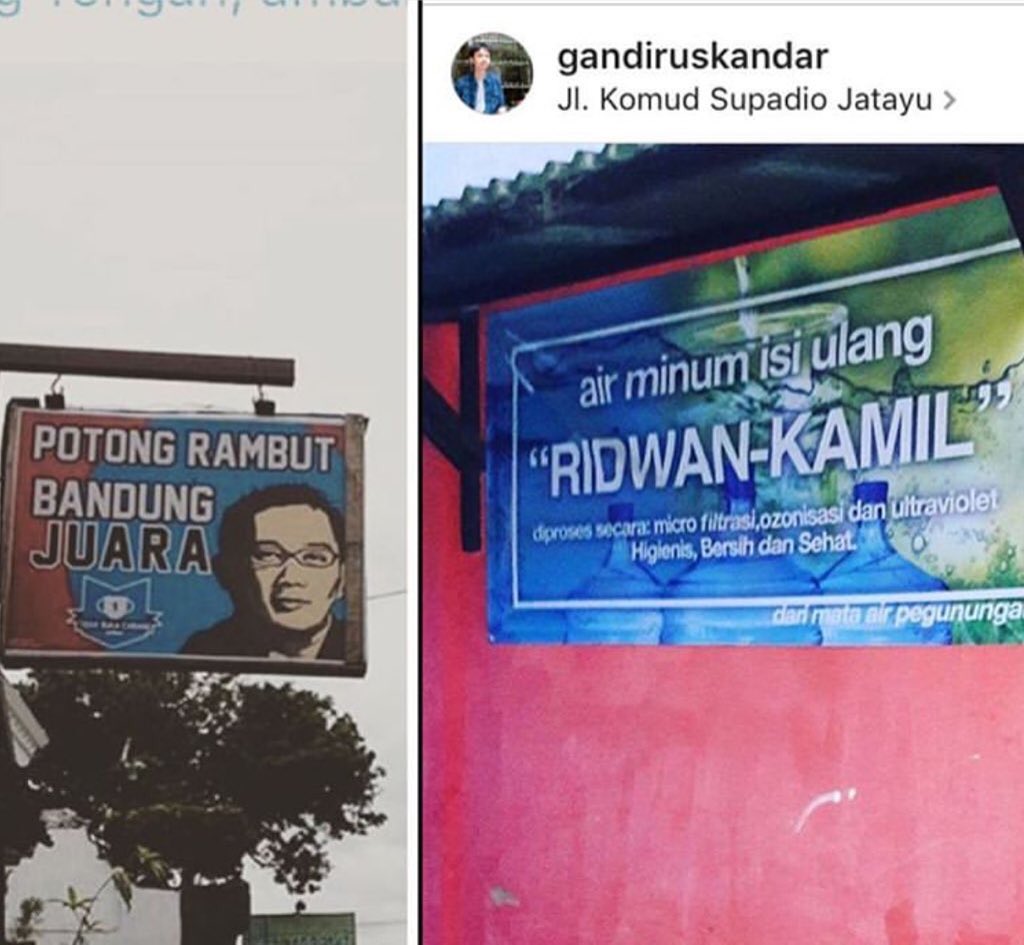 POTONG RAMBUT
BANDUNG
JUARA
gandiruskandar
Jl. Komud Supadio Jatayu
air minum isi ulang
“RIDWAN-KAMIL”
diproses secara: micro filtrasi,ozonisasi dan ultraviolet
Higienis, Bersih dan Sehat.
dari mata air pegununga